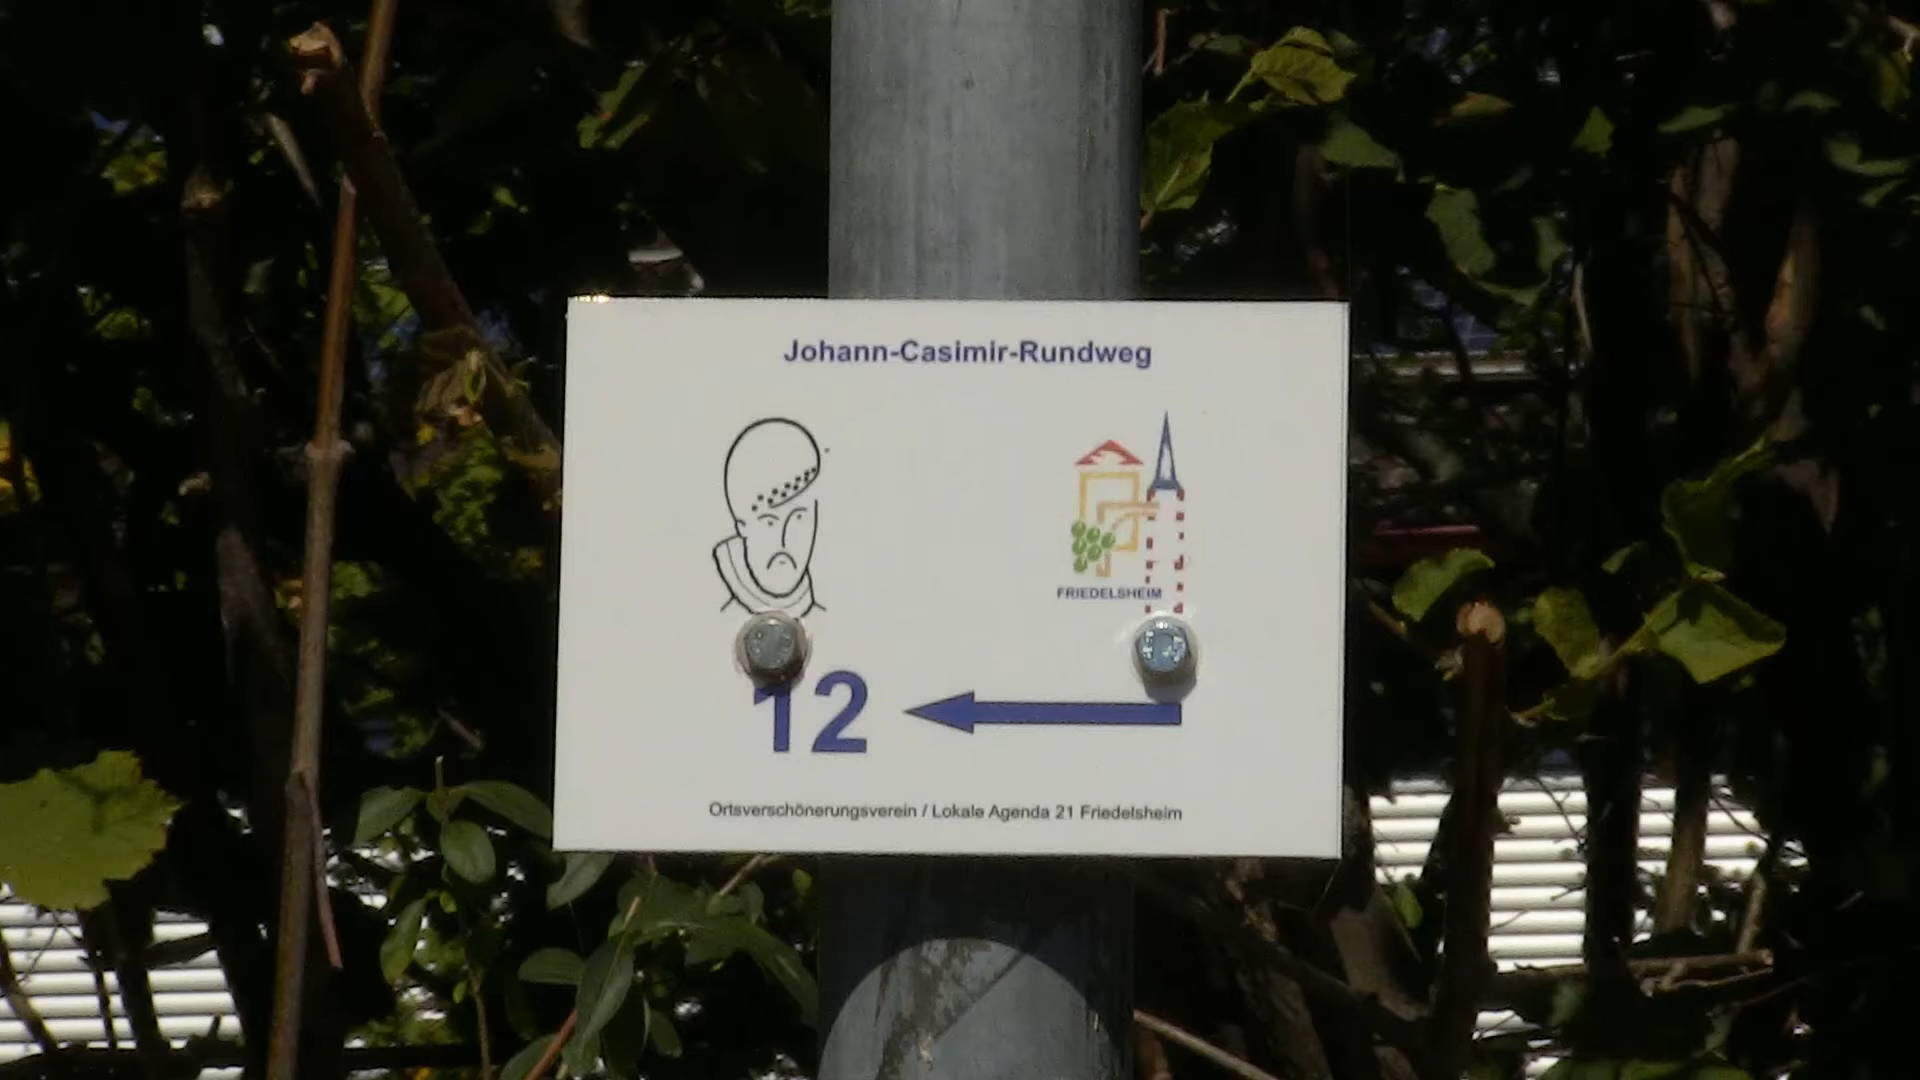 Johann-Casimir-Rundweg
FRIEDELSHEIM
12
Ortsverschönerungsverein / Lokale Agenda 21 Friedelsheim